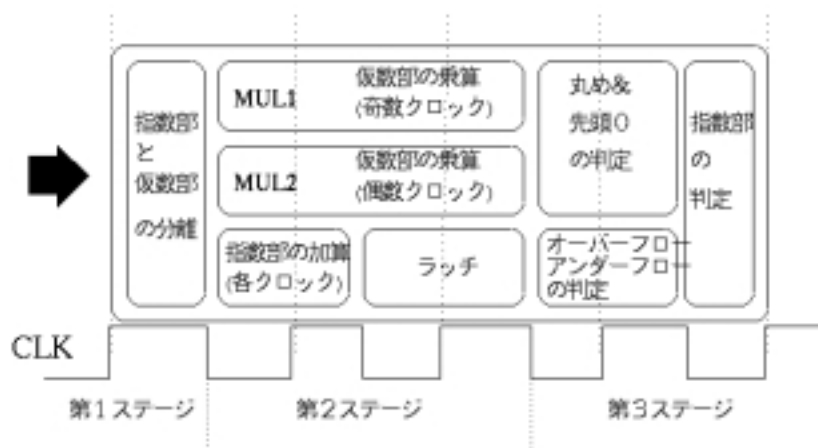 指数部
と
仮数部
の分離
MUL1
仮数部の乗算
(奇数クロック)
MUL2
仮数部の乗算
(偶数クロック)
指数部の加算
(各クロック)
ラッチ
丸め&
先頭0
の判定
オーバーフロー
アンダーフロー
の判定
指数部
の
判定
CLK
第1ステージ
第2ステージ
第3ステージ